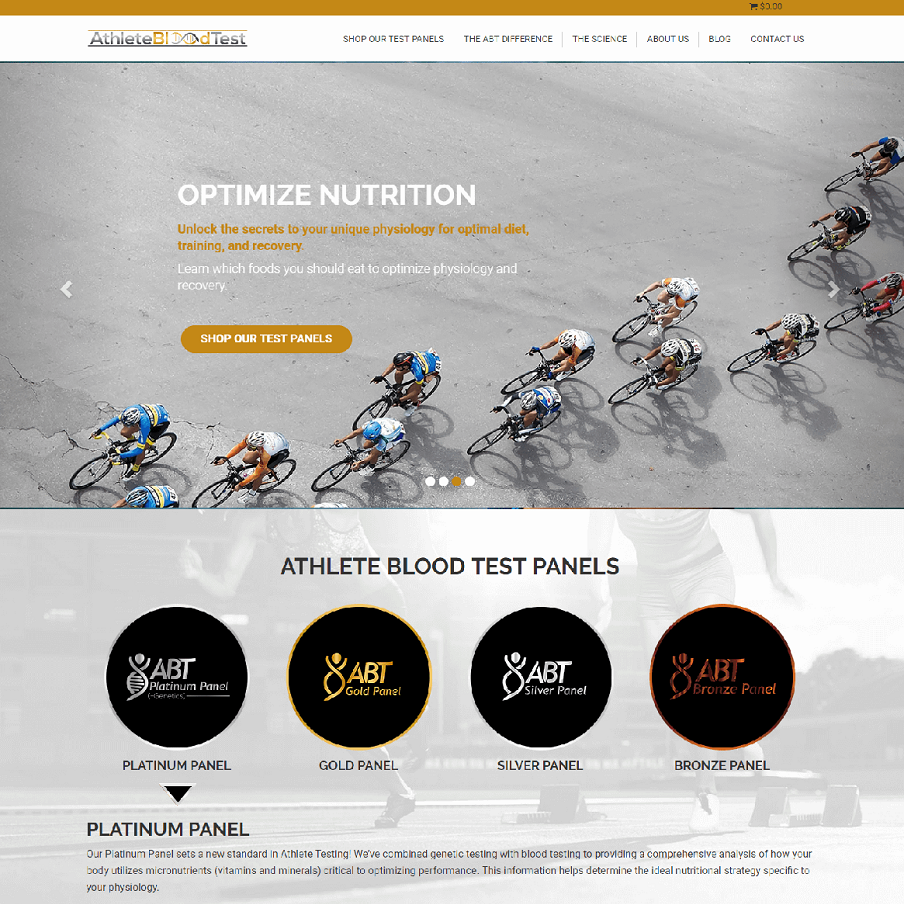 $0.00
AthleteBloodTest
SHOP OUR TEST PANELS
THE ABT DIFFERENCE
THE SCIENCE
ABOUT US
BLOG
CONTACT US
OPTIMIZE NUTRITION
Unlock the secrets to your unique physiology for optimal diet,
training, and recovery.
Learn which foods you should eat to optimize physiology and
recovery.
SHOP OUR TEST PANELS
ATHLETE BLOOD TEST PANELS
ABT
Platinum Panel
(+Genetics)
ABT
Gold Panel
ABT
Silver Panel
ABT
Bronze Panel
PLATINUM PANEL
GOLD PANEL
SILVER PANEL
BRONZE PANEL
PLATINUM PANEL
Our Platinum Panel sets a new standard in Athlete Testing! We've combined genetic testing with blood testing to providing a comprehensive analysis of how your
body utilizes micronutrients (vitamins and minerals) critical to optimizing performance. This information helps determine the ideal nutritional strategy specific to
your physiology.